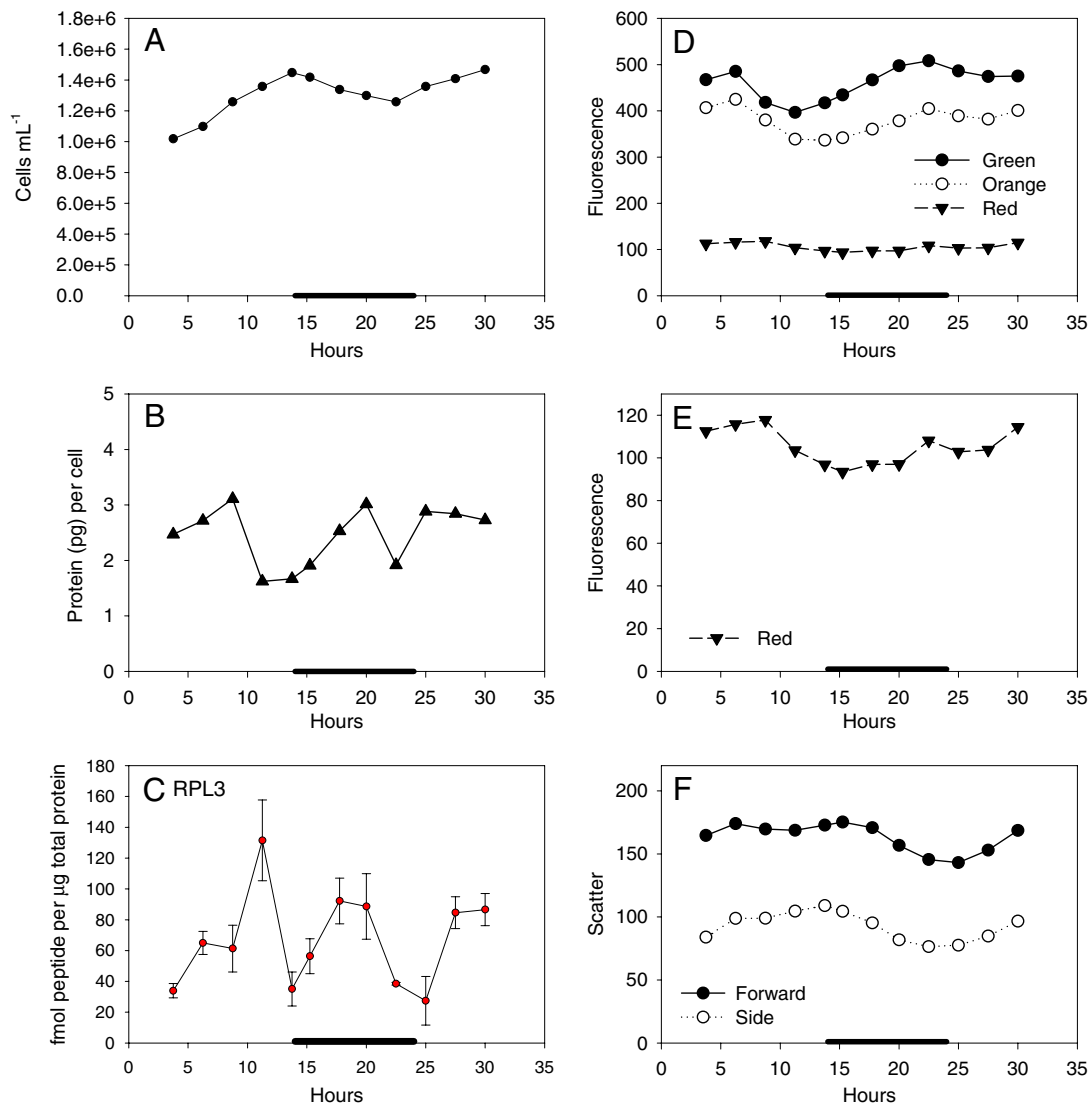 A
Cells mL⁻¹
1.8e+6
1.6e+6
1.4e+6
1.2e+6
1.0e+6
8.0e+5
6.0e+5
4.0e+5
2.0e+5
0.0
0 5 10 15 20 25 30 35
Hours
D
Fluorescence
600
500
400
300
200
100
0
Green
Orange
Red
0 5 10 15 20 25 30 35
Hours
B
Protein (pg) per cell
5
4
3
2
1
0
0 5 10 15 20 25 30 35
Hours
E
Fluorescence
120
100
80
60
40
20
0
Red
0 5 10 15 20 25 30 35
Hours
C RPL3
fmol peptide per µg total protein
180
160
140
120
100
80
60
40
20
0
0 5 10 15 20 25 30 35
Hours
F
Scatter
200
150
100
50
0
Forward
Side
0 5 10 15 20 25 30 35
Hours